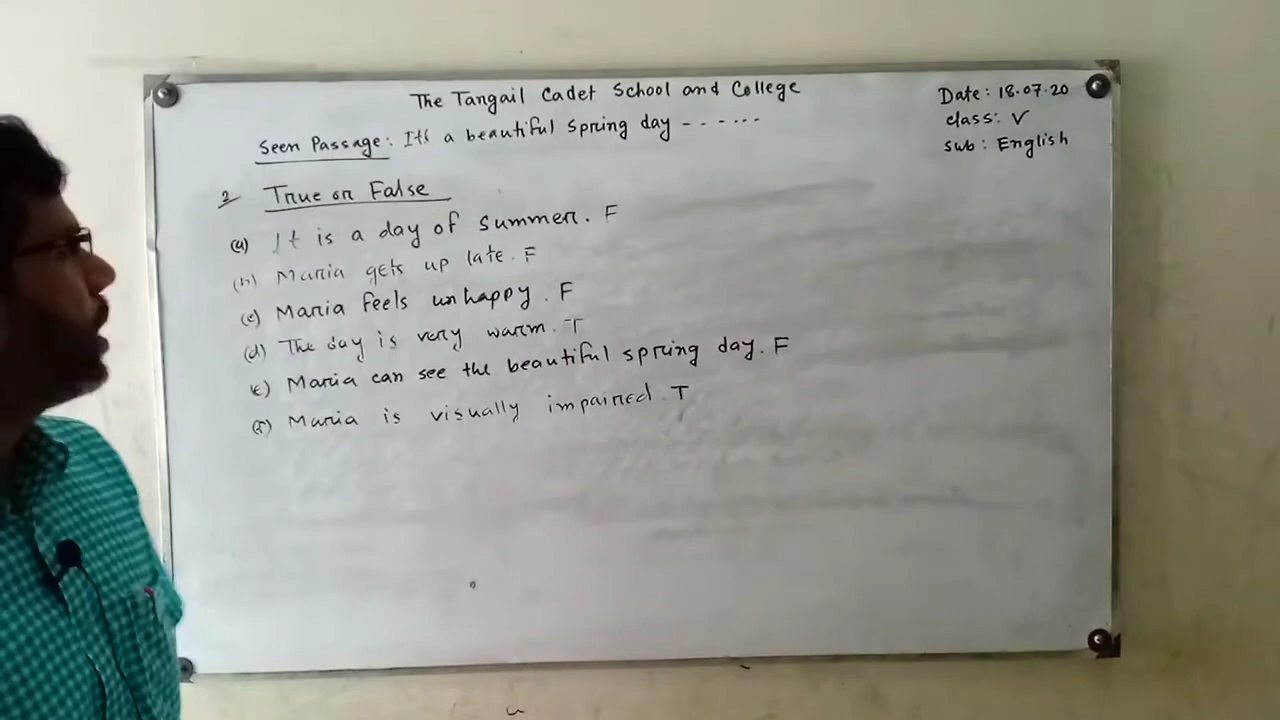 The Tangail Cadet School and College
Date: 18.07.20
class: V
Sub: English
Seen Passage: It's a beautiful spring day - - - - - -
2 True or False
(a) It is a day of summer. F
(b) Maria gets up late. F
(c) Maria feels unhappy. F
(d) The day is very warm. T
(e) Maria can see the beautiful spring day. F
(f) Maria is visually impaired. T